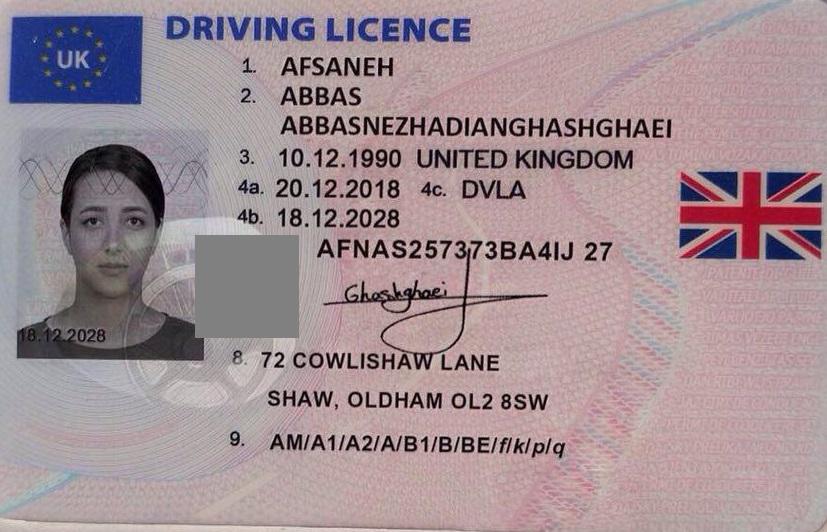 UK
DRIVING LICENCE
1. AFSANEH
2. ABBAS
ABBASNEZHADIANGHASHGHAEI
3. 10.12.1990 UNITED KINGDOM
4a. 20.12.2018 4c. DVLA
4b. 18.12.2028
AFNAS257373BA4IJ 27
Ghashghaei
18.12.2028
8. 72 COWLISHAW LANE
SHAW, OLDHAM OL2 8SW
9. AM/A1/A2/A/B1/B/BE/f/k/p/q